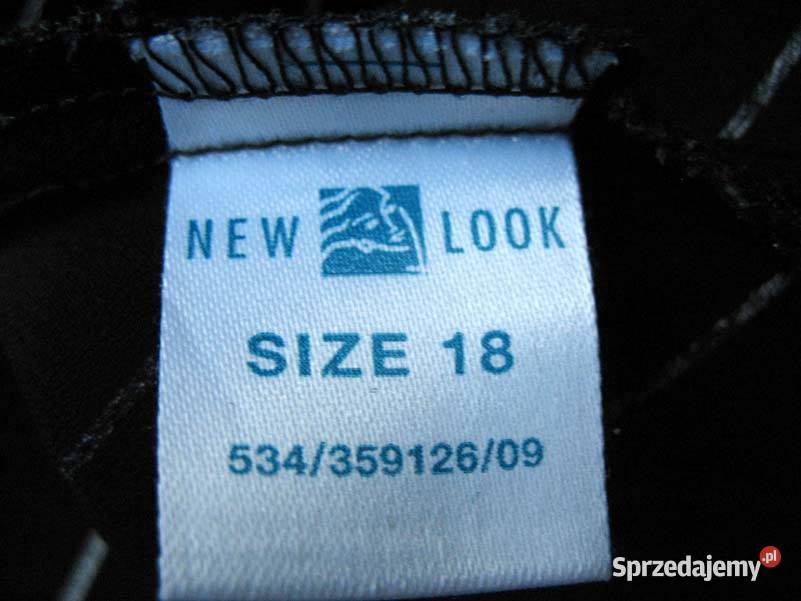 NEW LOOK
SIZE 18
534/359126/09
Sprzedajemy.pl